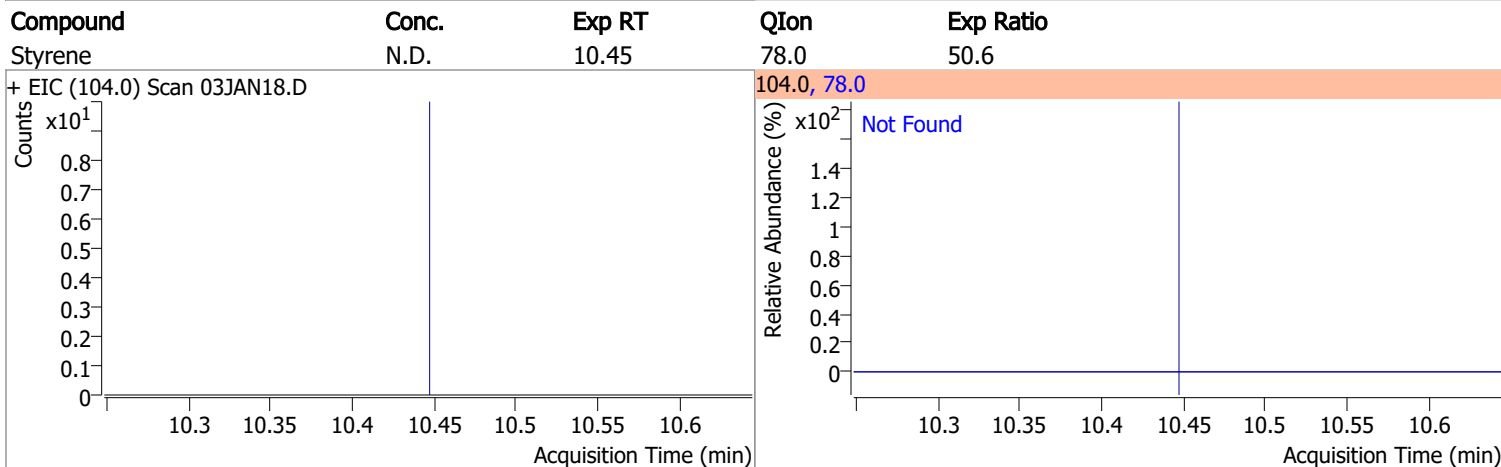 Compound Conc. Exp RT QIon Exp Ratio
Styrene N.D. 10.45 78.0 50.6
+ EIC (104.0) Scan 03JAN18.D
Counts
x10¹
0.8
0.7
0.6
0.5
0.4
0.3
0.2
0.1
0
10.3 10.35 10.4 10.45 10.5 10.55 10.6
Acquisition Time (min)
104.0, 78.0
Relative Abundance (%)
x10²
Not Found
1.4
1.2
1
0.8
0.6
0.4
0.2
0
10.3 10.35 10.4 10.45 10.5 10.55 10.6
Acquisition Time (min)